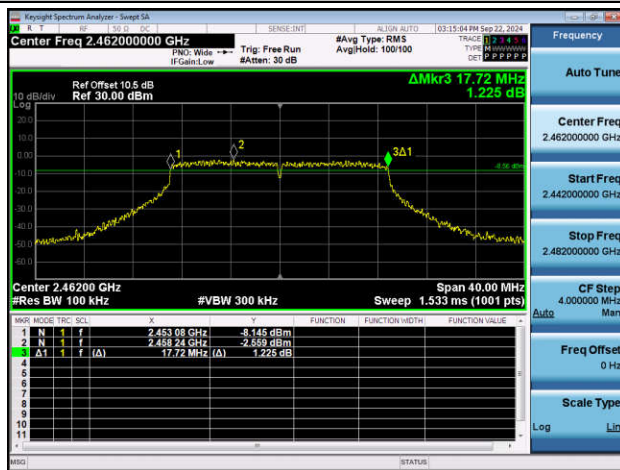 Keysight Spectrum Analyzer - Swept SA
R T RF 50 Ω DC SENSE:INT ALIGN AUTO 03:15:04 PM Sep 22, 2024
Center Freq 2.462000000 GHz
PNO: Wide
IFGain:Low
Trig: Free Run
#Atten: 30 dB
#Avg Type: RMS
Avg|Hold: 100/100
TRACE 1 2 3 4 5 6
TYPE M WWWWW
DET P P P P P P
Frequency
Auto Tune
Center Freq
2.462000000 GHz
Start Freq
2.442000000 GHz
Stop Freq
2.482000000 GHz
CF Step
4.000000 MHz
Auto Man
Freq Offset
0 Hz
Scale Type
Log Lin
Ref Offset 10.5 dB
10 dB/div Ref 30.00 dBm
Log
ΔMkr3 17.72 MHz
1.225 dB
20.0
10.0
0.00
-10.0
-20.0
-30.0
-40.0
-50.0
-60.0
1
2
3Δ1
-8.56 dBm
Center 2.46200 GHz Span 40.00 MHz
#Res BW 100 kHz #VBW 300 kHz Sweep 1.533 ms (1001 pts)
MKR MODE TRC SCL X Y FUNCTION FUNCTION WIDTH FUNCTION VALUE
1 N 1 f 2.453 08 GHz -8.145 dBm
2 N 1 f 2.458 24 GHz -2.559 dBm
3 Δ1 1 f (Δ) 17.72 MHz (Δ) 1.225 dB
4
5
6
7
8
9
10
11
MSG STATUS